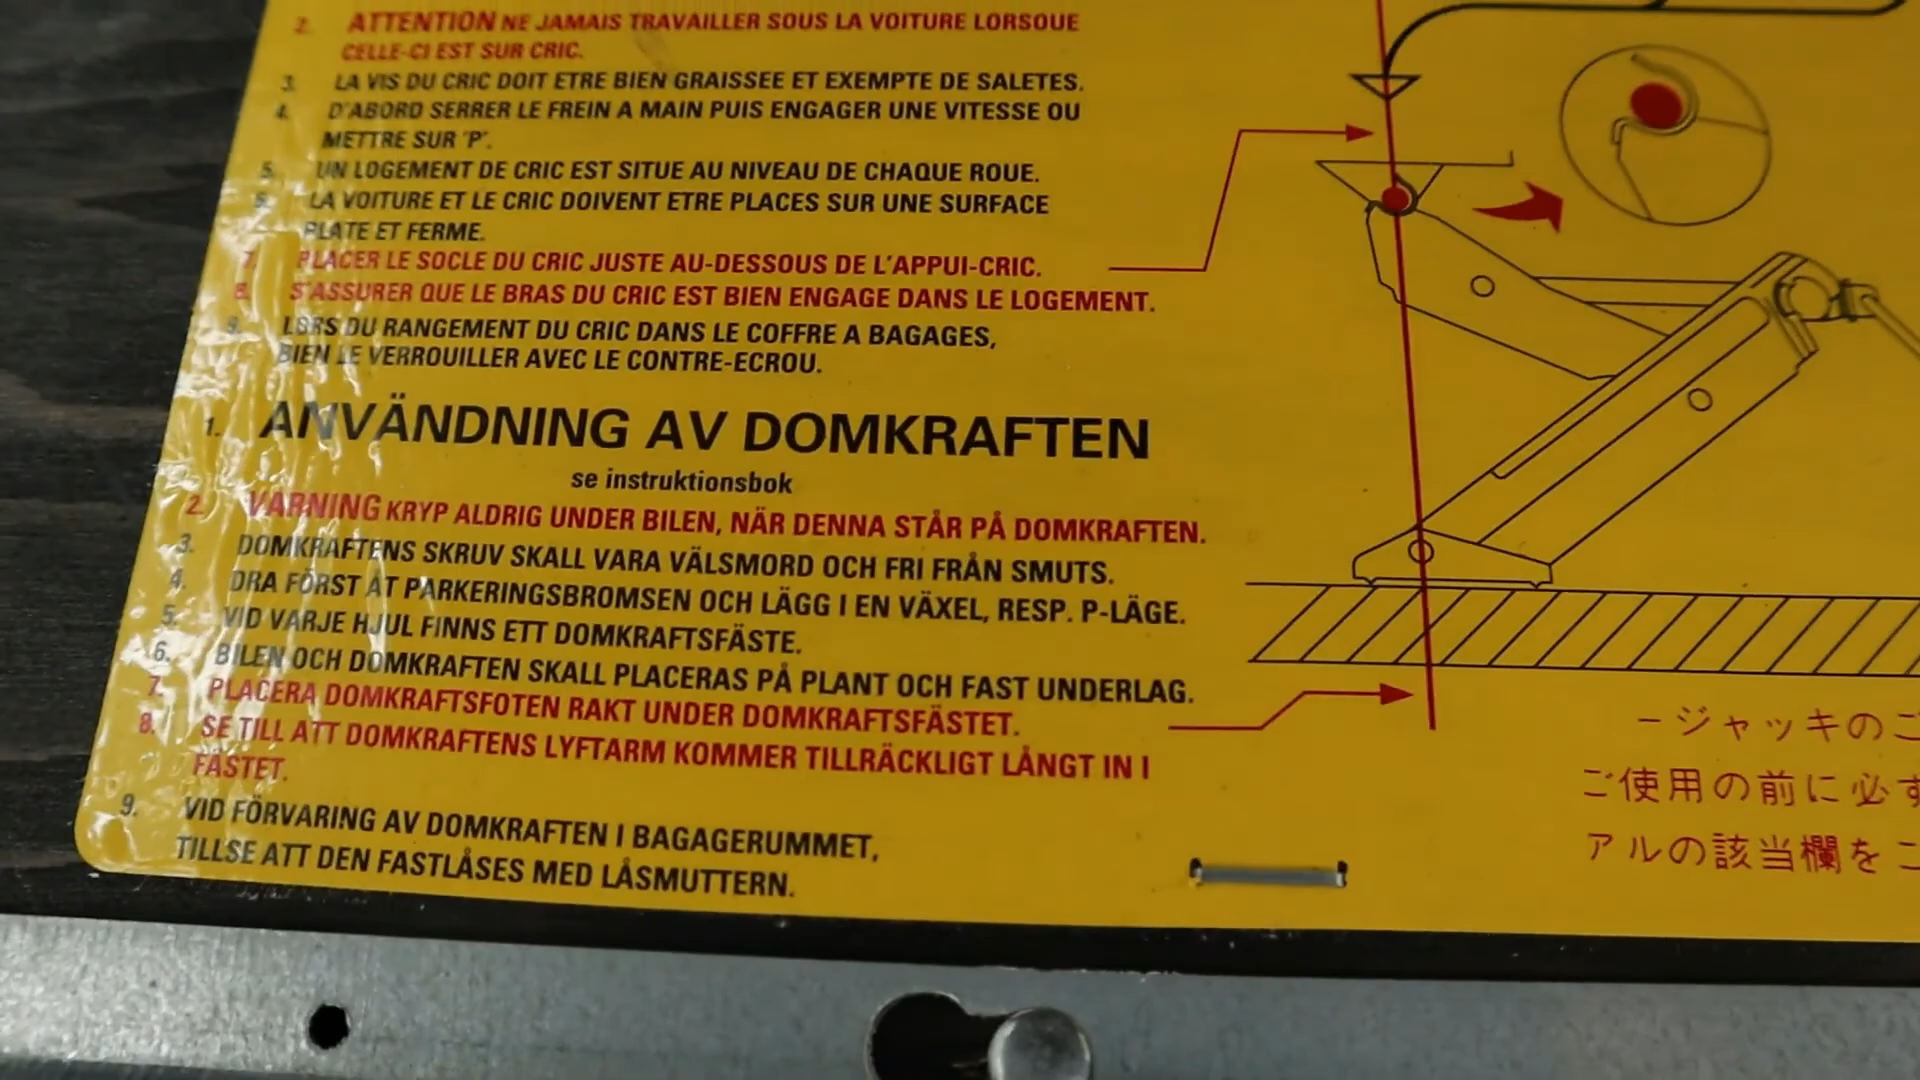 2. ATTENTION NE JAMAIS TRAVAILLER SOUS LA VOITURE LORSQUE
CELLE-CI EST SUR CRIC.
3. LA VIS DU CRIC DOIT ETRE BIEN GRAISSEE ET EXEMPTE DE SALETES.
4. D'ABORD SERRER LE FREIN A MAIN PUIS ENGAGER UNE VITESSE OU
METTRE SUR 'P'.
5. UN LOGEMENT DE CRIC EST SITUE AU NIVEAU DE CHAQUE ROUE.
6. LA VOITURE ET LE CRIC DOIVENT ETRE PLACES SUR UNE SURFACE
PLATE ET FERME.
7. PLACER LE SOCLE DU CRIC JUSTE AU-DESSOUS DE L'APPUI-CRIC.
8. S'ASSURER QUE LE BRAS DU CRIC EST BIEN ENGAGE DANS LE LOGEMENT.
9. LORS DU RANGEMENT DU CRIC DANS LE COFFRE A BAGAGES,
BIEN LE VERROUILLER AVEC LE CONTRE-ECROU.
1. ANVÄNDNING AV DOMKRAFTEN
se instruktionsbok
2. VARNING KRYP ALDRIG UNDER BILEN, NÄR DENNA STÅR PÅ DOMKRAFTEN.
3. DOMKRAFTENS SKRUV SKALL VARA VÄLSMORD OCH FRI FRÅN SMUTS.
4. DRA FÖRST ÅT PARKERINGSBROMSEN OCH LÄGG I EN VÄXEL, RESP. P-LÄGE.
5. VID VARJE HJUL FINNS ETT DOMKRAFTSFÄSTE.
6. BILEN OCH DOMKRAFTEN SKALL PLACERAS PÅ PLANT OCH FAST UNDERLAG.
7. PLACERA DOMKRAFTSFOTEN RAKT UNDER DOMKRAFTSFÄSTET.
8. SE TILL ATT DOMKRAFTENS LYFTARM KOMMER TILLRÄCKLIGT LÅNGT IN I
FÄSTET.
9. VID FÖRVARING AV DOMKRAFTEN I BAGAGERUMMET,
TILLSE ATT DEN FASTLÅSES MED LÅSMUTTERN.
－ジャッキのご
ご使用の前に必ず
アルの該当欄をこ